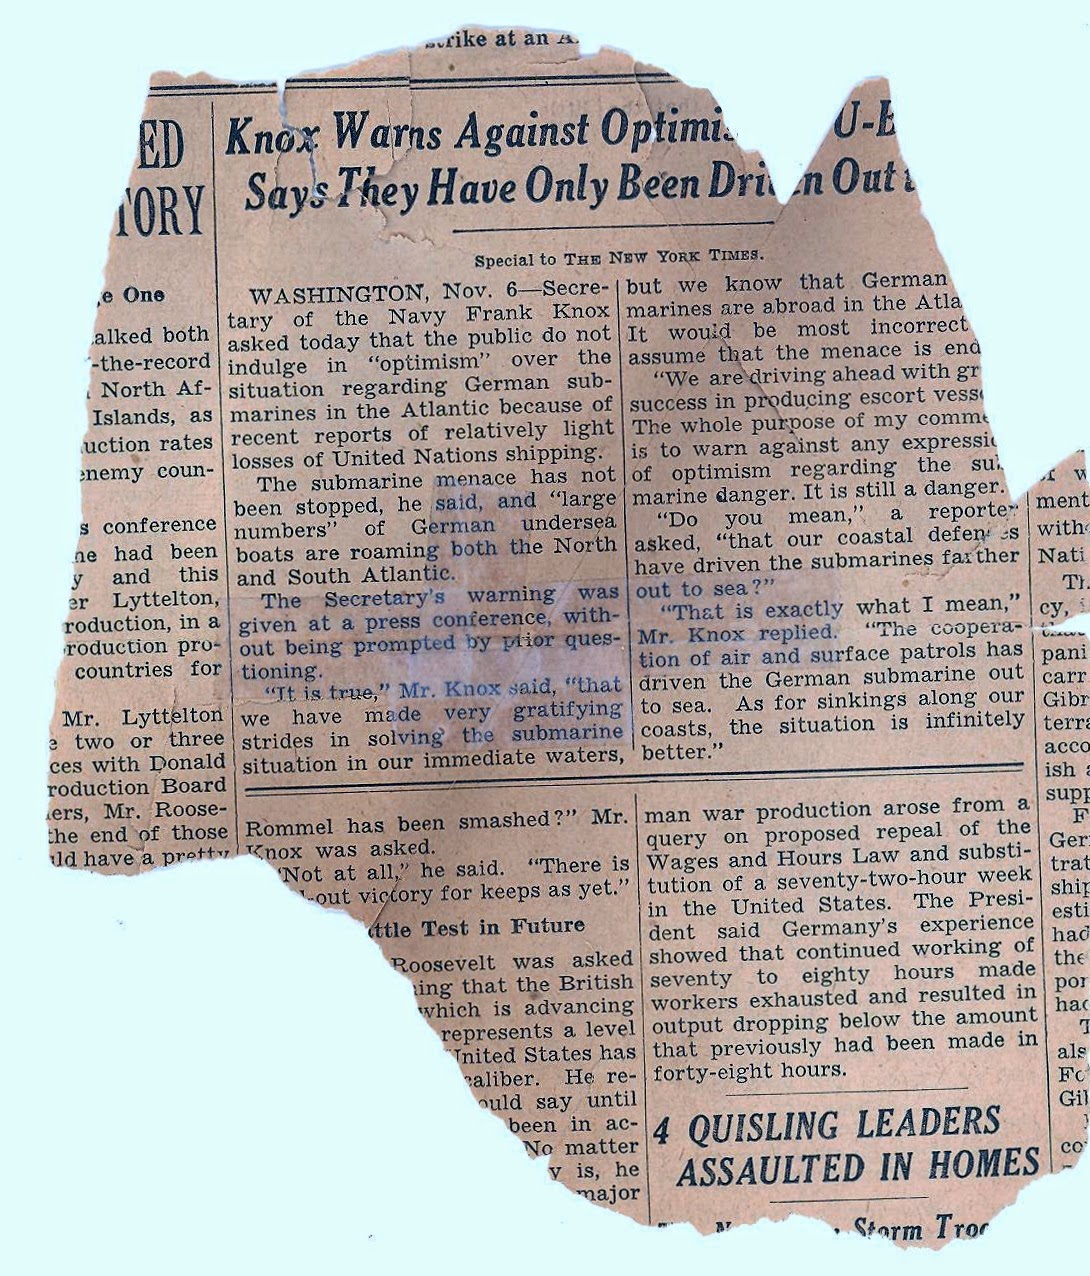 strike at an
ED
TORY
e One
alked both
-the-record
North Af-
Islands, as
uction rates
enemy coun-
s conference
he had been
y and this
er Lyttelton,
roduction, in a
roduction pro-
countries for
Mr. Lyttelton
e two or three
ces with Donald
roduction Board
ers, Mr. Roose-
the end of those
ld have a pretty
Knox Warns Against Optimis U-B
Says They Have Only Been Driven Out
Special to THE NEW YORK TIMES.
WASHINGTON, Nov. 6—Secre-
tary of the Navy Frank Knox
asked today that the public do not
indulge in "optimism" over the
situation regarding German sub-
marines in the Atlantic because of
recent reports of relatively light
losses of United Nations shipping.
The submarine menace has not
been stopped, he said, and "large
numbers" of German undersea
boats are roaming both the North
and South Atlantic.
The Secretary's warning was
given at a press conference, with-
out being prompted by prior ques-
tioning.
"It is true," Mr. Knox said, "that
we have made very gratifying
strides in solving the submarine
situation in our immediate waters,
but we know that German
marines are abroad in the Atla
It would be most incorrect
assume that the menace is end
"We are driving ahead with gr
success in producing escort vess
The whole purpose of my comme
is to warn against any expressio
of optimism regarding the su
marine danger. It is still a danger.
"Do you mean," a reporter
asked, "that our coastal defenses
have driven the submarines farther
out to sea?"
"That is exactly what I mean,"
Mr. Knox replied. "The coopera-
tion of air and surface patrols has
driven the German submarine out
to sea. As for sinkings along our
coasts, the situation is infinitely
better."
Rommel has been smashed?" Mr.
Knox was asked.
"Not at all," he said. "There is
-out victory for keeps as yet."
ttle Test in Future
Roosevelt was asked
ing that the British
which is advancing
represents a level
United States has
caliber. He re-
ould say until
been in ac-
No matter
y is, he
major
man war production arose from a
query on proposed repeal of the
Wages and Hours Law and substi-
tution of a seventy-two-hour week
in the United States. The Presi-
dent said Germany's experience
showed that continued working of
seventy to eighty hours made
workers exhausted and resulted in
output dropping below the amount
that previously had been made in
forty-eight hours.
4 QUISLING LEADERS
ASSAULTED IN HOMES
Storm Troo
ment
with
Nati
Th
cy,
pani
carr
Gibr
terra
acco
ish a
supp
F
Ger
trat
ship
esti
had
the
por
had
T
als
Fo
Gil
co